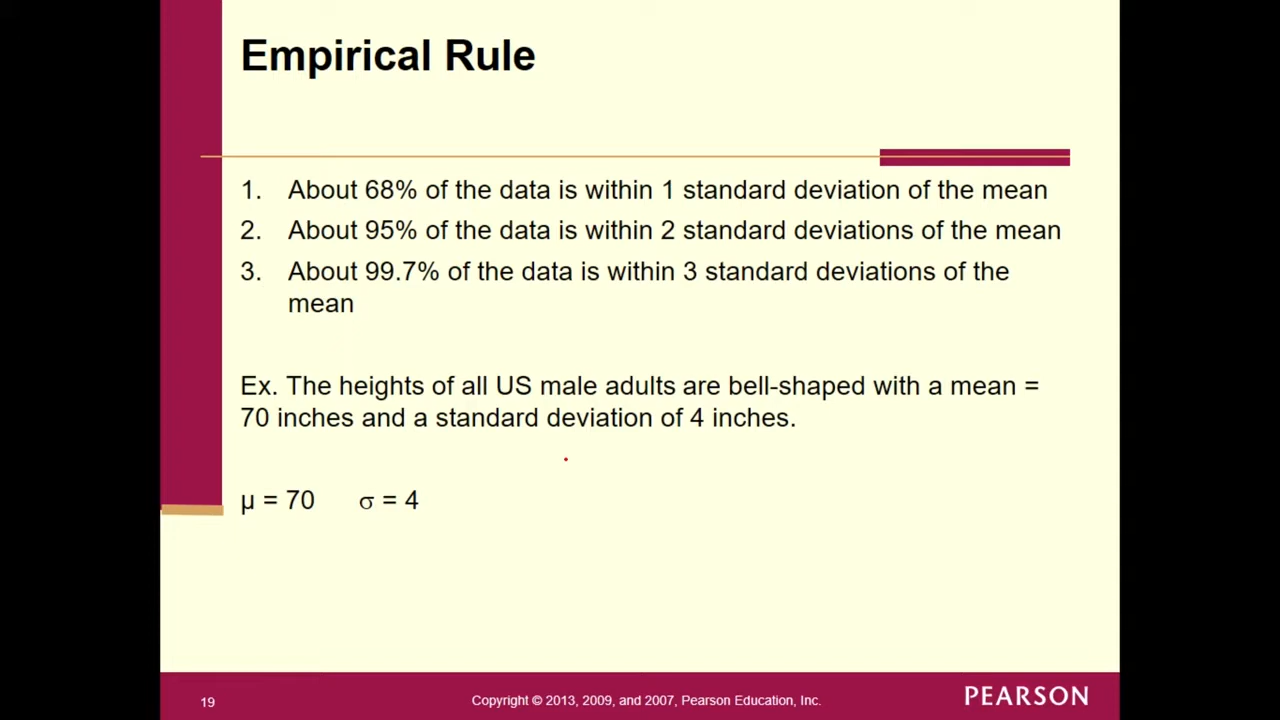 Empirical Rule
1. About 68% of the data is within 1 standard deviation of the mean
2. About 95% of the data is within 2 standard deviations of the mean
3. About 99.7% of the data is within 3 standard deviations of the
mean
Ex. The heights of all US male adults are bell-shaped with a mean =
70 inches and a standard deviation of 4 inches.
μ = 70 σ = 4
19 Copyright © 2013, 2009, and 2007, Pearson Education, Inc. PEARSON